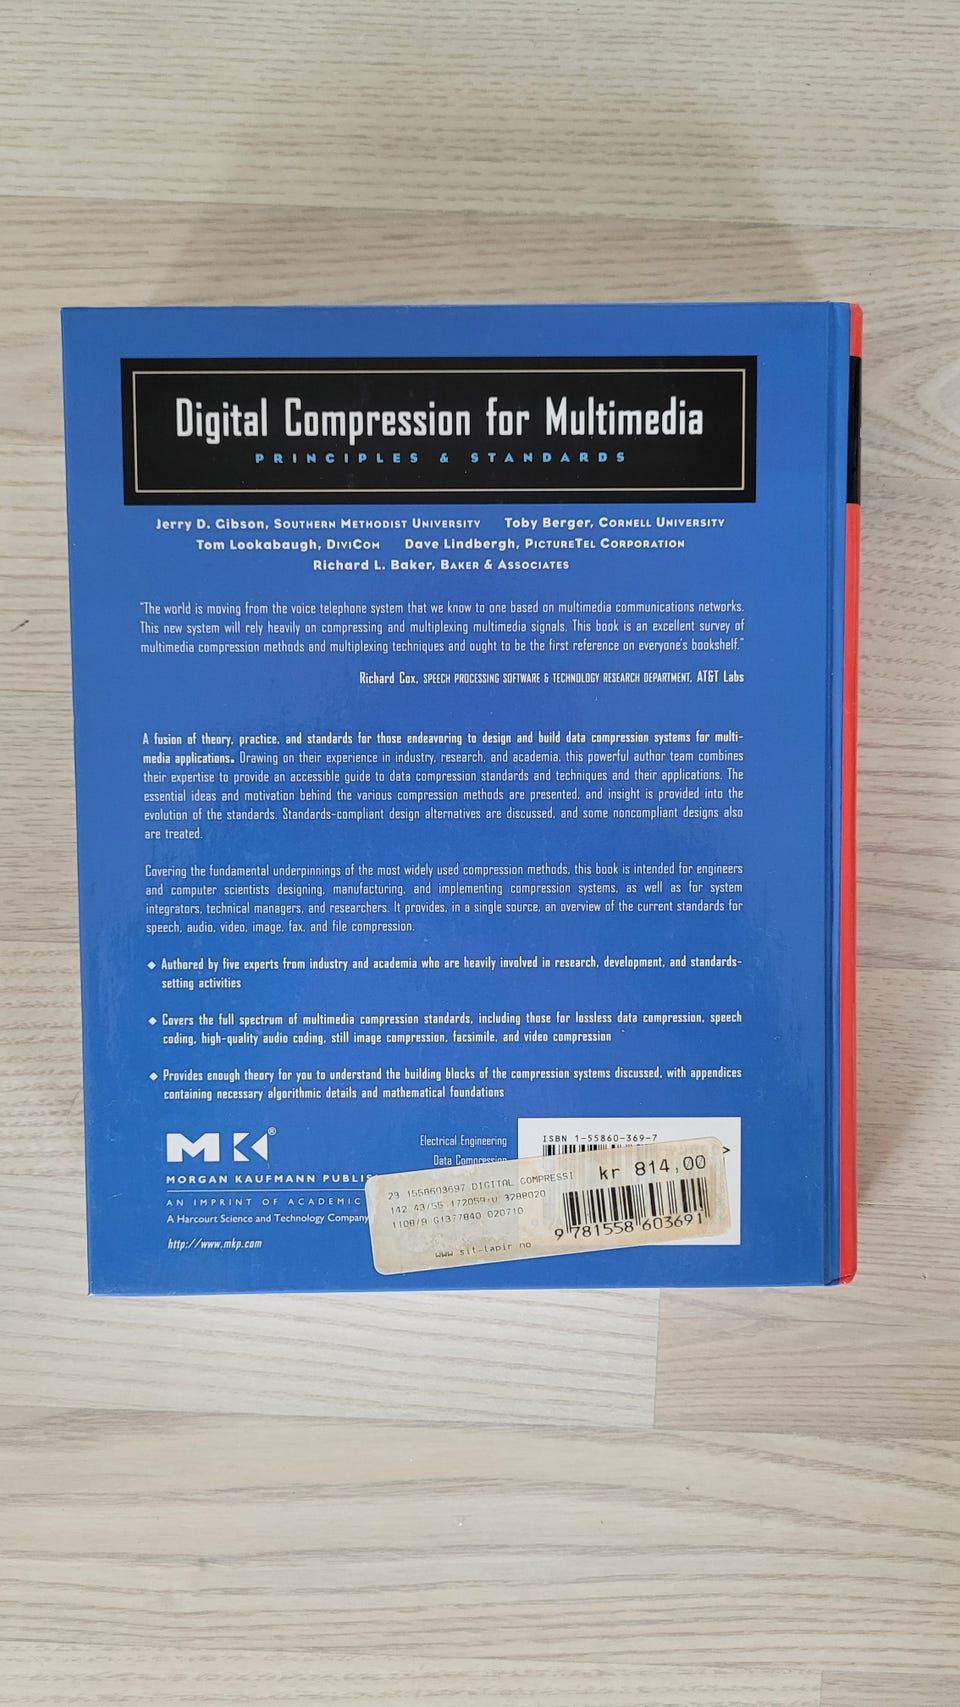 Digital Compression for Multimedia
PRINCIPLES & STANDARDS
Jerry D. Gibson, Southern Methodist University Toby Berger, Cornell University
Tom Lookabaugh, DiviCom Dave Lindbergh, PictureTel Corporation
Richard L. Baker, Baker & Associates
"The world is moving from the voice telephone system that we know to one based on multimedia communications networks.
This new system will rely heavily on compressing and multiplexing multimedia signals. This book is an excellent survey of
multimedia compression methods and multiplexing techniques and ought to be the first reference on everyone's bookshelf."
Richard Cox, SPEECH PROCESSING SOFTWARE & TECHNOLOGY RESEARCH DEPARTMENT, AT&T Labs
A fusion of theory, practice, and standards for those endeavoring to design and build data compression systems for multi-
media applications. Drawing on their experience in industry, research, and academia, this powerful author team combines
their expertise to provide an accessible guide to data compression standards and techniques and their applications. The
essential ideas and motivation behind the various compression methods are presented, and insight is provided into the
evolution of the standards. Standards-compliant design alternatives are discussed, and some noncompliant designs also
are treated.
Covering the fundamental underpinnings of the most widely used compression methods, this book is intended for engineers
and computer scientists designing, manufacturing, and implementing compression systems, as well as for system
integrators, technical managers, and researchers. It provides, in a single source, an overview of the current standards for
speech, audio, video, image, fax, and file compression.
◆ Authored by five experts from industry and academia who are heavily involved in research, development, and standards-
setting activities
◆ Covers the full spectrum of multimedia compression standards, including those for lossless data compression, speech
coding, high-quality audio coding, still image compression, facsimile, and video compression
◆ Provides enough theory for you to understand the building blocks of the compression systems discussed, with appendices
containing necessary algorithmic details and mathematical foundations
MK®
MORGAN KAUFMANN PUBLIS
AN IMPRINT OF ACADEMIC
A Harcourt Science and Technology Company
http://www.mkp.com
Electrical Engineering
Data Compression
ISBN 1-55860-369-7
>
kr 814,00
23 1558603697 DIGITAL COMPRESSI
142 43/55 172059-0 3288020
1108/9 G1377840 020710
9 781558 603691
www sit-tapir no